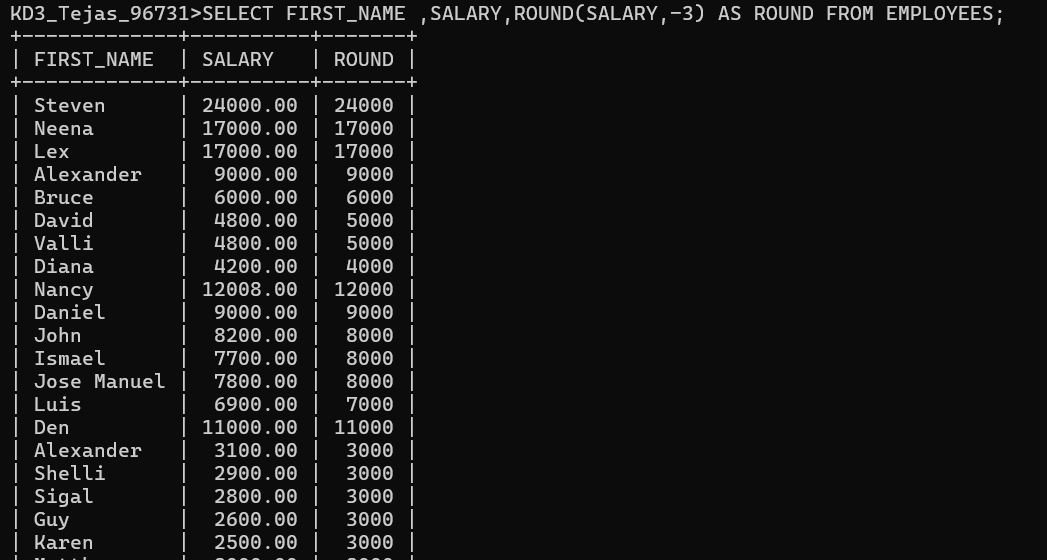 KD3_Tejas_96731>SELECT FIRST_NAME ,SALARY,ROUND(SALARY,-3) AS ROUND FROM EMPLOYEES;
+-------------+----------+-------+
| FIRST_NAME  | SALARY   | ROUND |
+-------------+----------+-------+
| Steven      | 24000.00 | 24000 |
| Neena       | 17000.00 | 17000 |
| Lex         | 17000.00 | 17000 |
| Alexander   |  9000.00 |  9000 |
| Bruce       |  6000.00 |  6000 |
| David       |  4800.00 |  5000 |
| Valli       |  4800.00 |  5000 |
| Diana       |  4200.00 |  4000 |
| Nancy       | 12008.00 | 12000 |
| Daniel      |  9000.00 |  9000 |
| John        |  8200.00 |  8000 |
| Ismael      |  7700.00 |  8000 |
| Jose Manuel |  7800.00 |  8000 |
| Luis        |  6900.00 |  7000 |
| Den         | 11000.00 | 11000 |
| Alexander   |  3100.00 |  3000 |
| Shelli      |  2900.00 |  3000 |
| Sigal       |  2800.00 |  3000 |
| Guy         |  2600.00 |  3000 |
| Karen       |  2500.00 |  3000 |